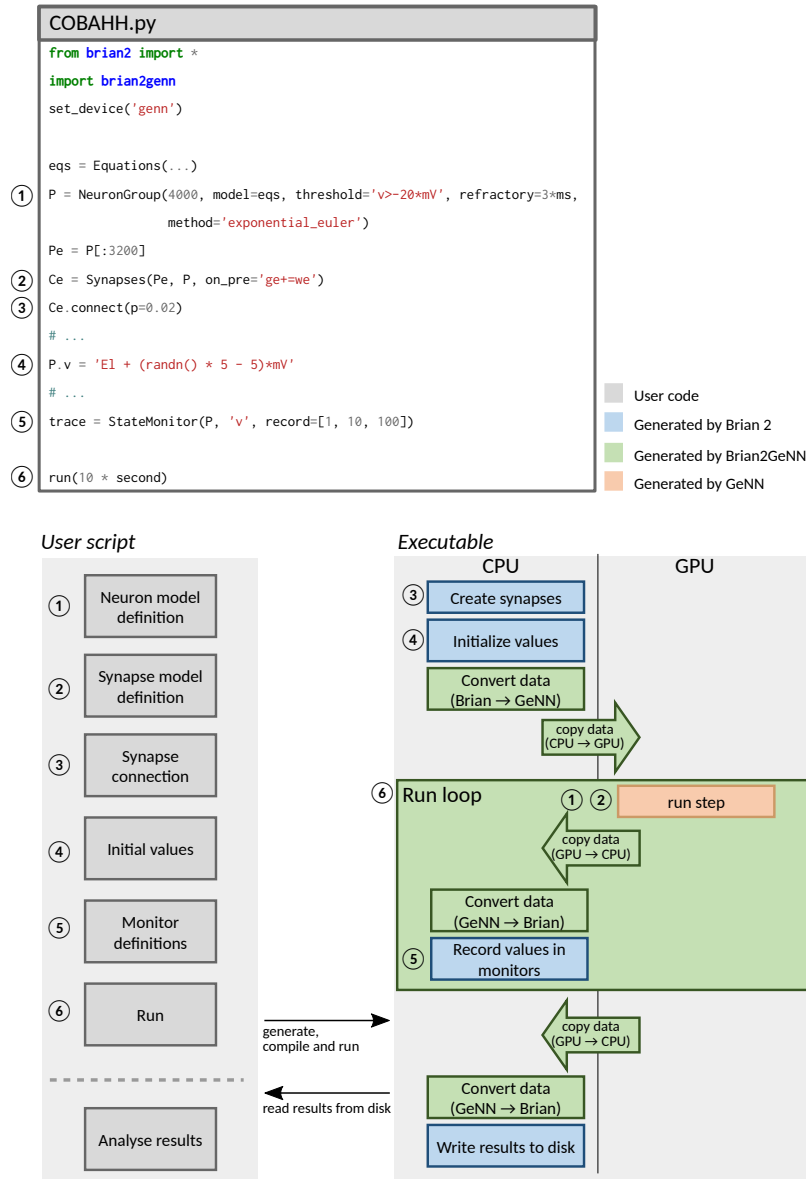 COBAHH.py
from brian2 import *
import brian2genn
set_device('genn')
eqs = Equations(...)
1 P = NeuronGroup(4000, model=eqs, threshold='v>-20*mV', refractory=3*ms,
method='exponential_euler')
Pe = P[:3200]
2 Ce = Synapses(Pe, P, on_pre='ge+=we')
3 Ce.connect(p=0.02)
# ...
4 P.v = 'El + (randn() * 5 - 5)*mV'
# ...
5 trace = StateMonitor(P, 'v', record=[1, 10, 100])
6 run(10 * second)
User code
Generated by Brian 2
Generated by Brian2GeNN
Generated by GeNN
User script
1 Neuron model
definition
2 Synapse model
definition
3 Synapse
connection
4 Initial values
5 Monitor
definitions
6 Run
generate,
compile and run
read results from disk
Analyse results
Executable
CPU GPU
3 Create synapses
4 Initialize values
Convert data
(Brian → GeNN)
copy data
(CPU → GPU)
6 Run loop 1 2 run step
copy data
(GPU → CPU)
Convert data
(GeNN → Brian)
5 Record values in
monitors
copy data
(GPU → CPU)
Convert data
(GeNN → Brian)
Write results to disk